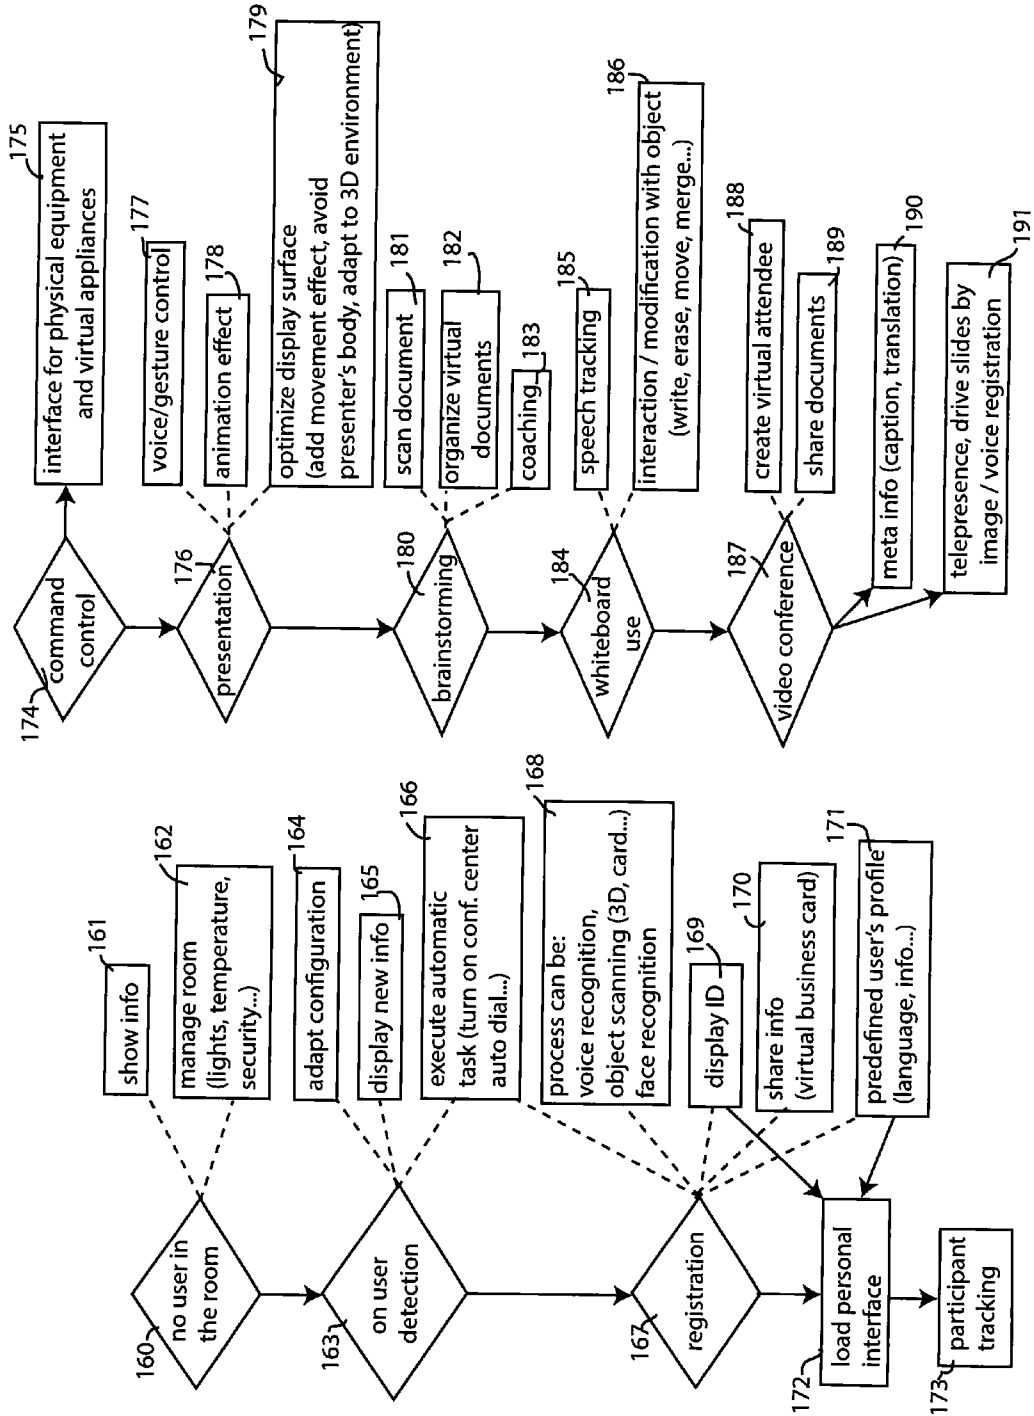 160
no user in
the room
161
show info
162
manage room
(lights, temperature,
security...)
163
on user
detection
164
adapt configuration
165
display new info
166
execute automatic
task (turn on conf. center
auto dial...)
167
registration
168
process can be:
voice recognition,
object scanning (3D, card...)
face recognition
169
display ID
170
share info
(virtual business card)
171
predefined user's profile
(language, info...)
172
load personal
interface
173
participant
tracking
174
command
control
175
interface for physical equipment
and virtual appliances
176
presentation
177
voice/gesture control
178
animation effect
179
optimize display surface
(add movement effect, avoid
presenter's body, adapt to 3D environment)
180
brainstorming
181
scan document
182
organize virtual
documents
183
coaching
184
whiteboard
use
185
speech tracking
186
interaction / modification with object
(write, erase, move, merge...)
187
video conference
188
create virtual attendee
189
share documents
190
meta info (caption, translation)
191
telepresence, drive slides by
image / voice registration